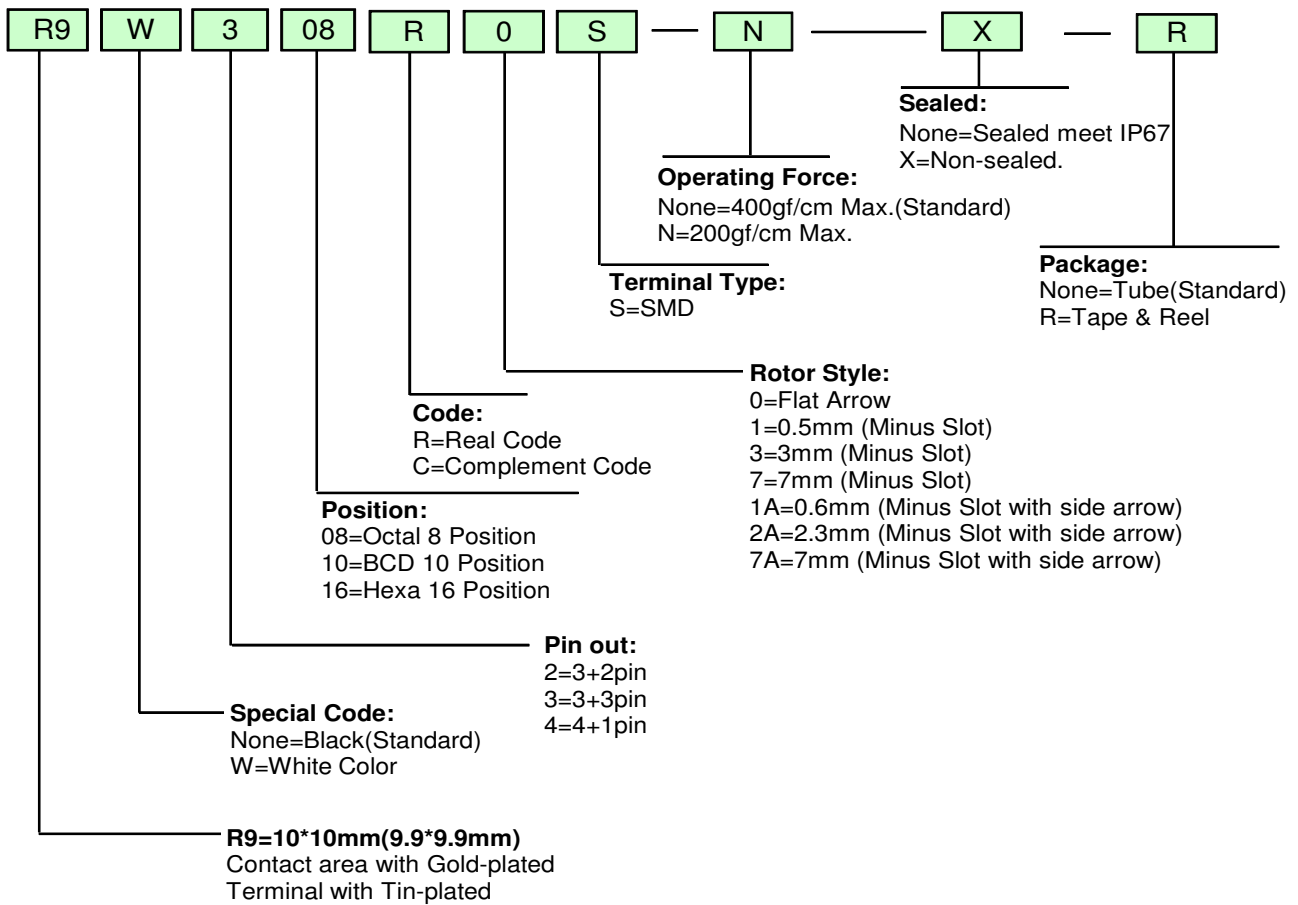 R9 W 3 08 R 0 S — N — X — R
Sealed:
None=Sealed meet IP67
X=Non-sealed.
Operating Force:
None=400gf/cm Max.(Standard)
N=200gf/cm Max.
Package:
None=Tube(Standard)
R=Tape & Reel
Terminal Type:
S=SMD
Rotor Style:
0=Flat Arrow
1=0.5mm (Minus Slot)
3=3mm (Minus Slot)
7=7mm (Minus Slot)
1A=0.6mm (Minus Slot with side arrow)
2A=2.3mm (Minus Slot with side arrow)
7A=7mm (Minus Slot with side arrow)
Code:
R=Real Code
C=Complement Code
Position:
08=Octal 8 Position
10=BCD 10 Position
16=Hexa 16 Position
Pin out:
2=3+2pin
3=3+3pin
4=4+1pin
Special Code:
None=Black(Standard)
W=White Color
R9=10*10mm(9.9*9.9mm)
Contact area with Gold-plated
Terminal with Tin-plated